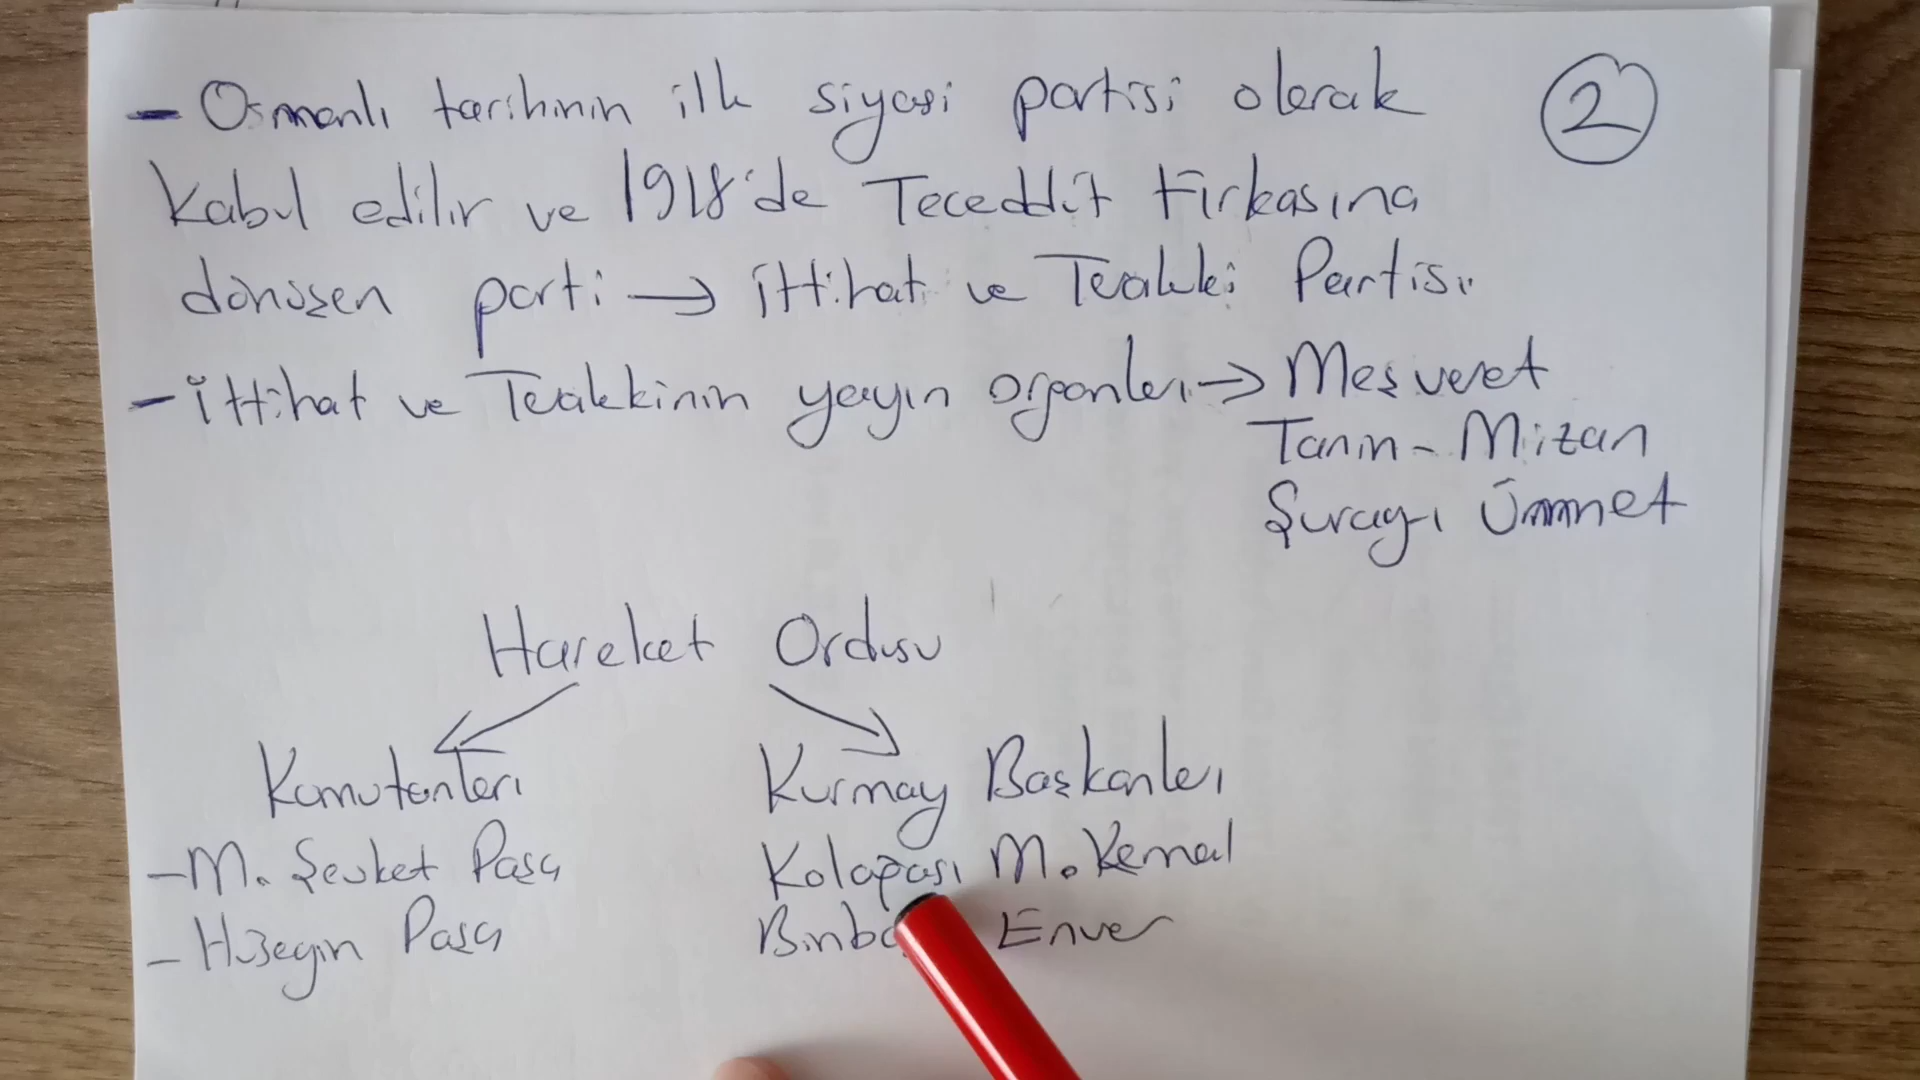 - Osmanlı tarihinin ilk siyasi partisi olarak
2
Kabul edilir ve 1918'de Teceddüt Fırkasına
dönüşen parti → İttihat ve Terakki Partisi
- İttihat ve Terakkinin yayın organları → Meşveret
Tanin - Mizan
Şurayı Ümmet
Hareket Ordusu
Komutanları
Kurmay Başkanları
- M. Şevket Paşa
Kolağası M. Kemal
- Hüseyin Paşa
Enver